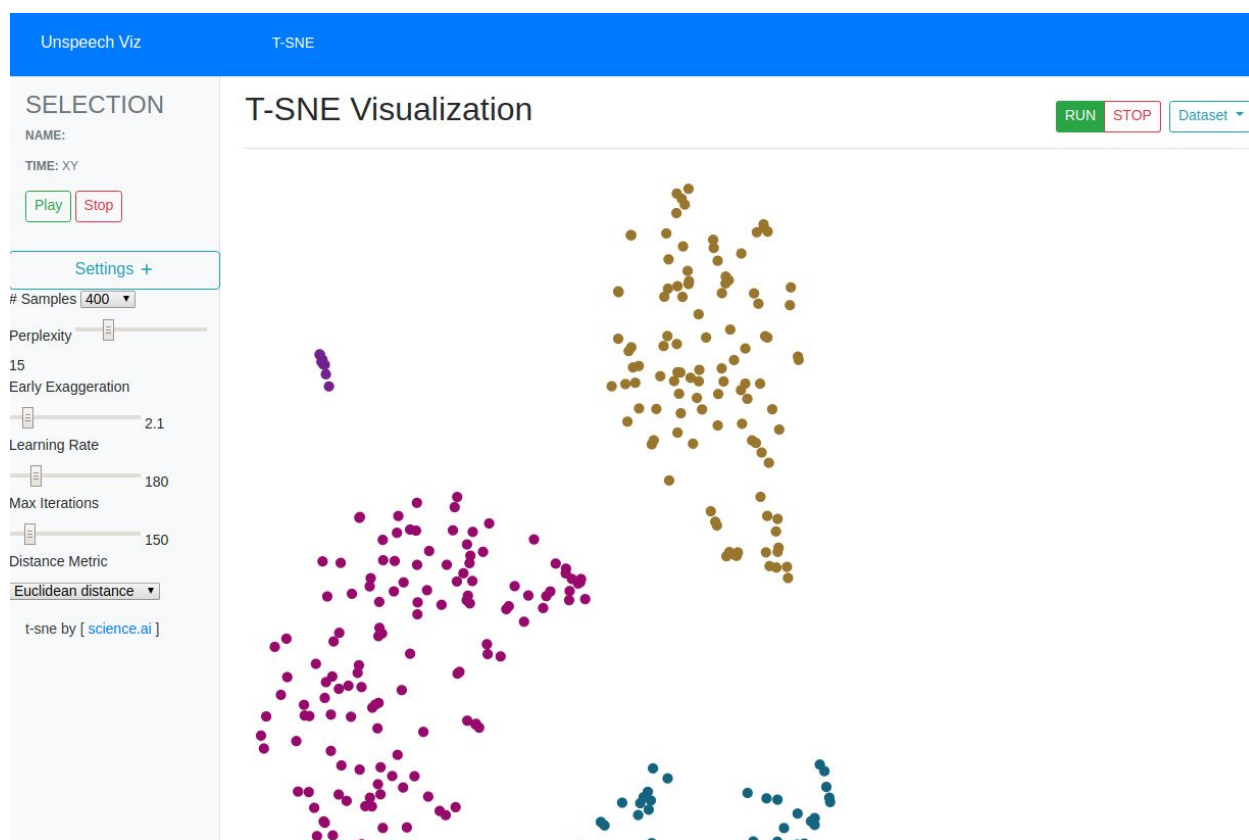 Unspeech Viz T-SNE
SELECTION
NAME:
TIME: XY
Play Stop
Settings +
# Samples 400
Perplexity
15
Early Exaggeration
2.1
Learning Rate
180
Max Iterations
150
Distance Metric
Euclidean distance
t-sne by [ science.ai ]
T-SNE Visualization
RUN STOP Dataset